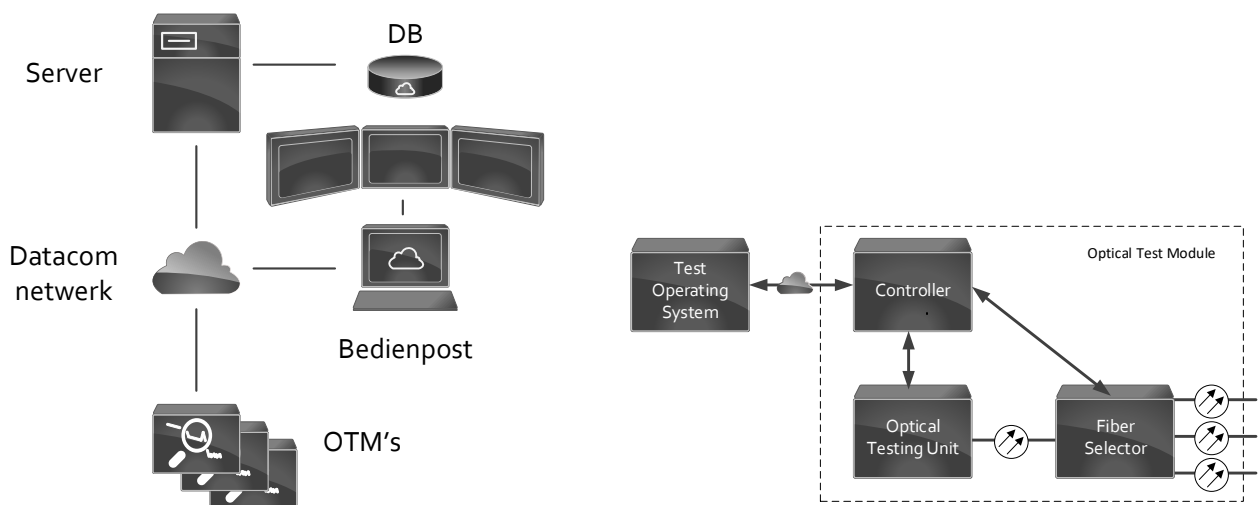 DB
Server
Datacom
netwerk
Bedienpost
OTM's
Optical Test Module
Test
Operating
System
Controller
Optical
Testing Unit
Fiber
Selector